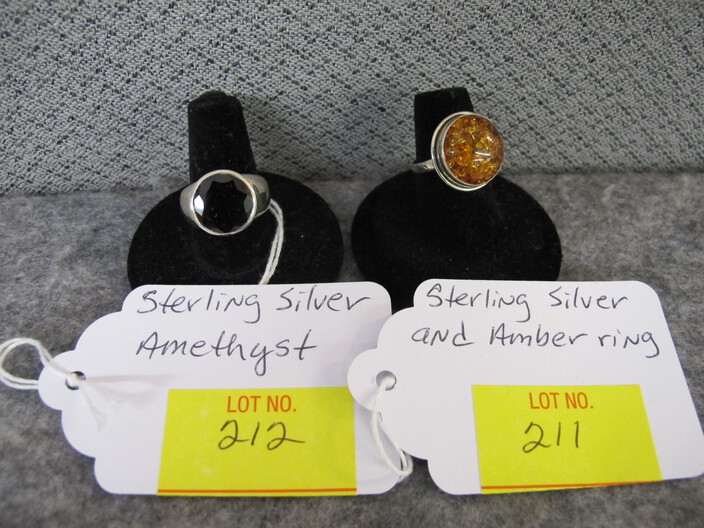 Sterling Silver
Amethyst
LOT NO.
212
Sterling Silver
and Amber ring
LOT NO.
211